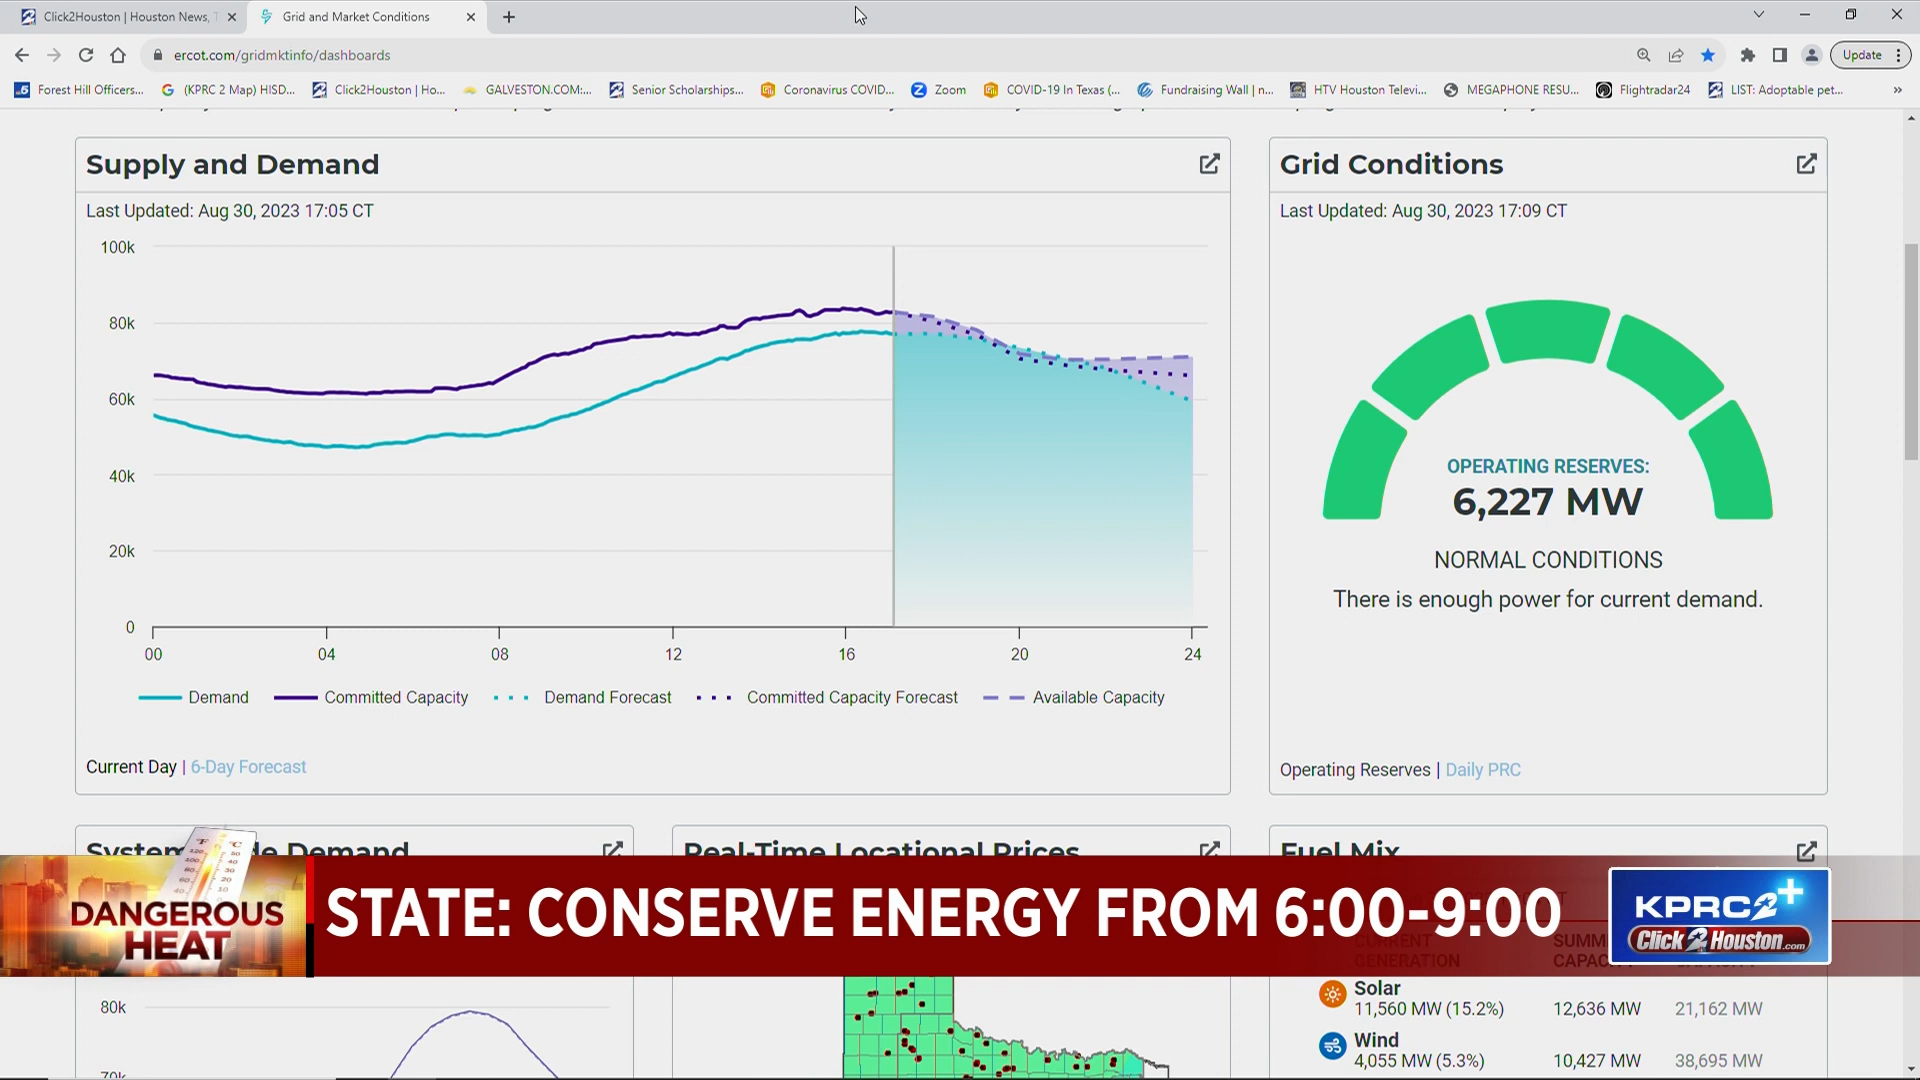 Click2Houston | Houston News, T
Grid and Market Conditions
ercot.com/gridmktinfo/dashboards
Update
Forest Hill Officers...
(KPRC 2 Map) HISD...
Click2Houston | Ho...
GALVESTON.COM:...
Senior Scholarships...
Coronavirus COVID...
Zoom
COVID-19 In Texas (...
Fundraising Wall | n...
HTV Houston Televi...
MEGAPHONE RESU...
Flightradar24
LIST: Adoptable pet...
»
Supply and Demand
Last Updated: Aug 30, 2023 17:05 CT
100k
80k
60k
40k
20k
0
00 04 08 12 16 20 24
Demand Committed Capacity Demand Forecast Committed Capacity Forecast Available Capacity
Current Day | 6-Day Forecast
Grid Conditions
Last Updated: Aug 30, 2023 17:09 CT
OPERATING RESERVES:
6,227 MW
NORMAL CONDITIONS
There is enough power for current demand.
Operating Reserves | Daily PRC
Demand
Real-Time Locational Prices
Fuel Mix
°F °C
DANGEROUS
HEAT
STATE: CONSERVE ENERGY FROM 6:00-9:00
KPRC2+
Click2Houston.com
80k
70k
CURRENT
GENERATION
Solar
11,560 MW (15.2%) 12,636 MW 21,162 MW
Wind
4,055 MW (5.3%) 10,427 MW 38,695 MW